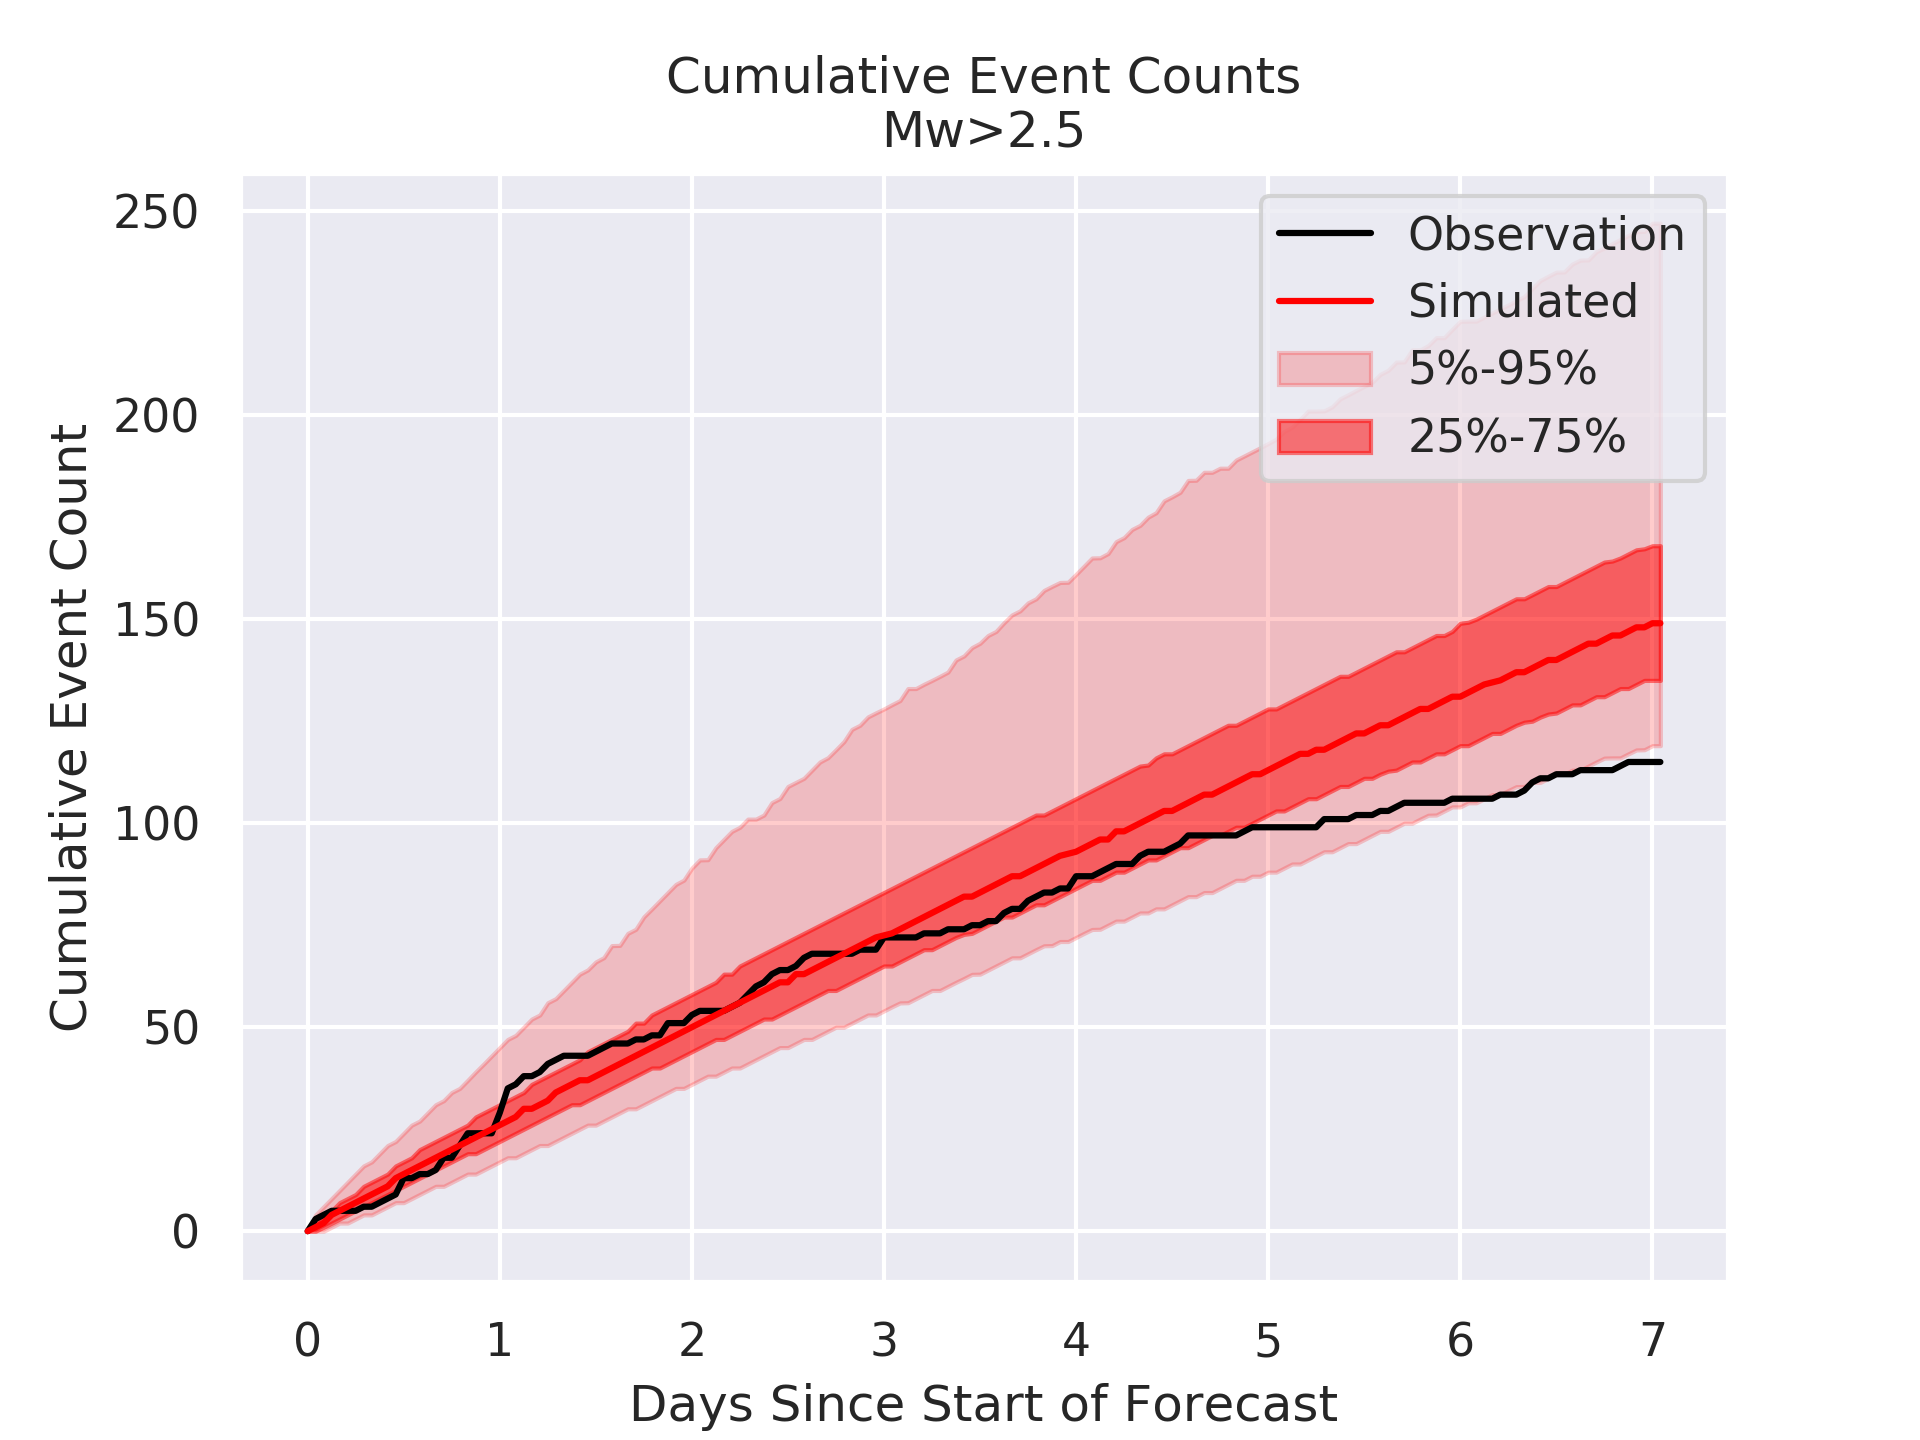 Cumulative Event Counts
Mw>2.5
Cumulative Event Count
250
200
150
100
50
0
Observation
Simulated
5%-95%
25%-75%
0 1 2 3 4 5 6 7
Days Since Start of Forecast